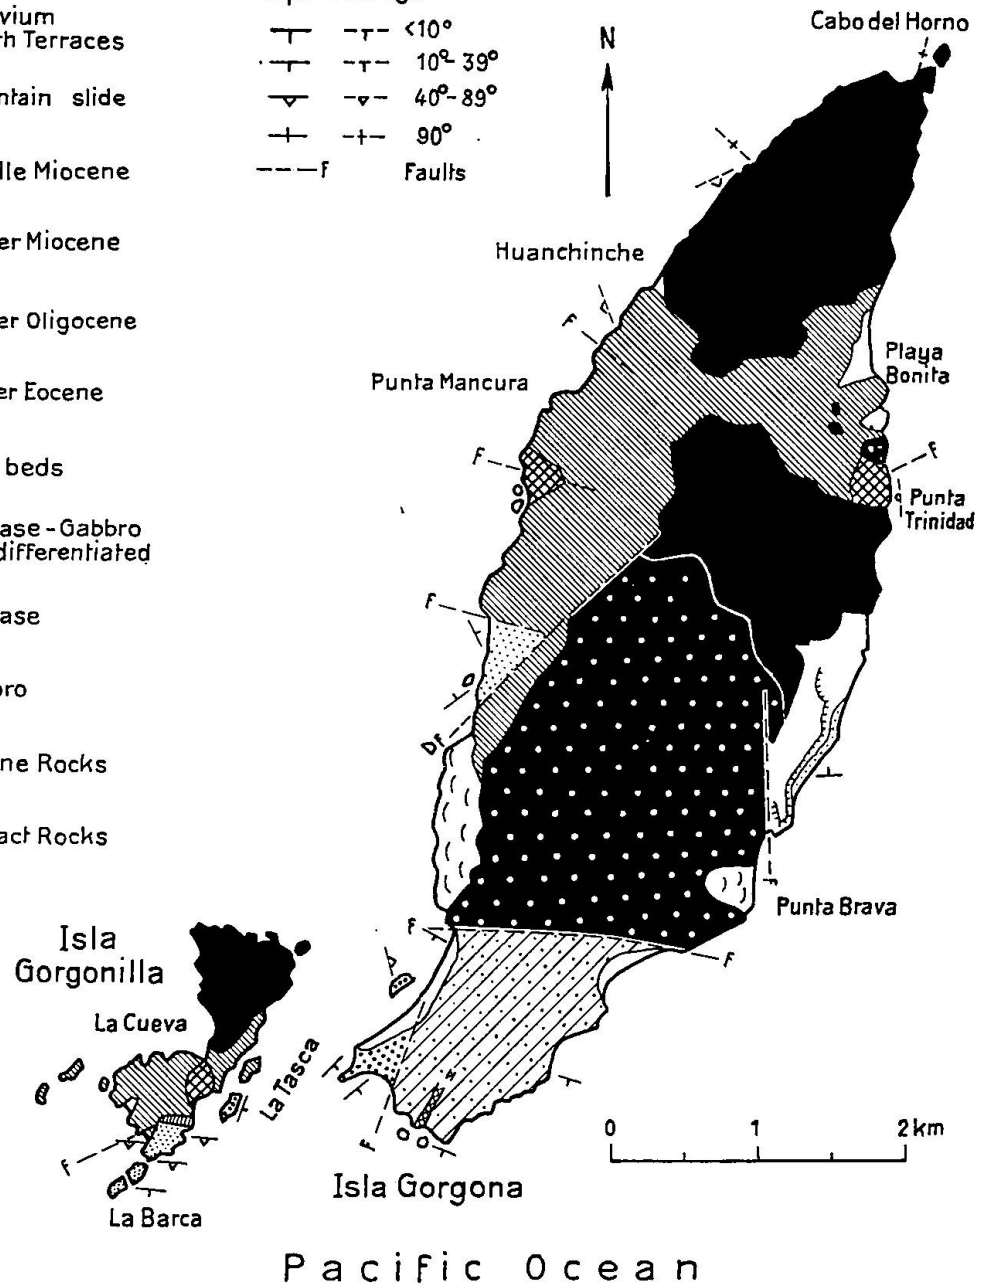 vium
h Terraces
ntain slide
lle Miocene
er Miocene
er Oligocene
er Eocene
beds
ase - Gabbro
differentiated
ase
ro
ne Rocks
act Rocks
<10°
10°-39°
40°-89°
90°
F Faults
N
Cabo del Horno
Huanchinche
F
Punta Mancura
Playa
Bonita
F
F
Punta
Trinidad
F
DF
Punta Brava
F
F
Isla
Gorgonilla
La Cueva
La Tasca
F
F
La Barca
Isla Gorgona
0 1 2 km
Pacific Ocean